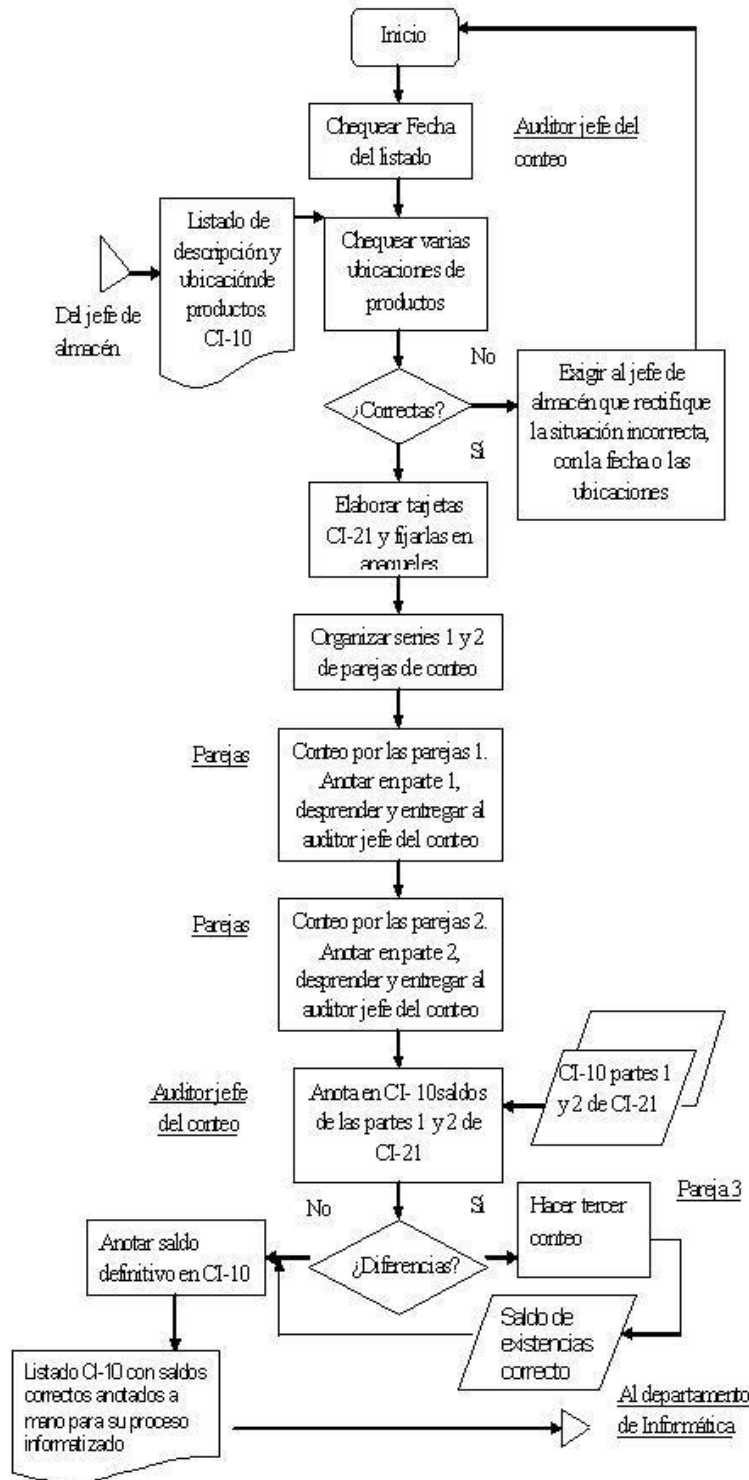 Inicio
Chequear Fecha
del listado
Auditor jefe del
conteo
Listado de
descripción y
ubicaciónde
productos.
CI-10
Del jefe de
almacén
Chequear varias
ubicaciones de
productos
No
¿Correctas?
Exigir al jefe de
almacén que rectifique
la situación incorrecta,
con la fecha o las
ubicaciones
Sí
Elaborar tarjetas
CI-21 y fijarlas en
anaqueles
Organizar series 1 y 2
de parejas de conteo
Parejas
Conteo por las parejas 1.
Anotar en parte 1,
desprender y entregar al
auditor jefe del conteo
Parejas
Conteo por las parejas 2.
Anotar en parte 2,
desprender y entregar al
auditor jefe del conteo
Auditor jefe
del conteo
Anota en CI- 10saldos
de las partes 1 y 2 de
CI-21
CI-10 partes 1
y 2 de CI-21
Pareja 3
No
Sí
Hacer tercer
conteo
Anotar saldo
definitivo en CI-10
¿Diferencias?
Saldo de
existencias
correcto
Listado CI-10 con saldos
correctos anotados a
mano para su proceso
informatizado
Al departamento
de Informática